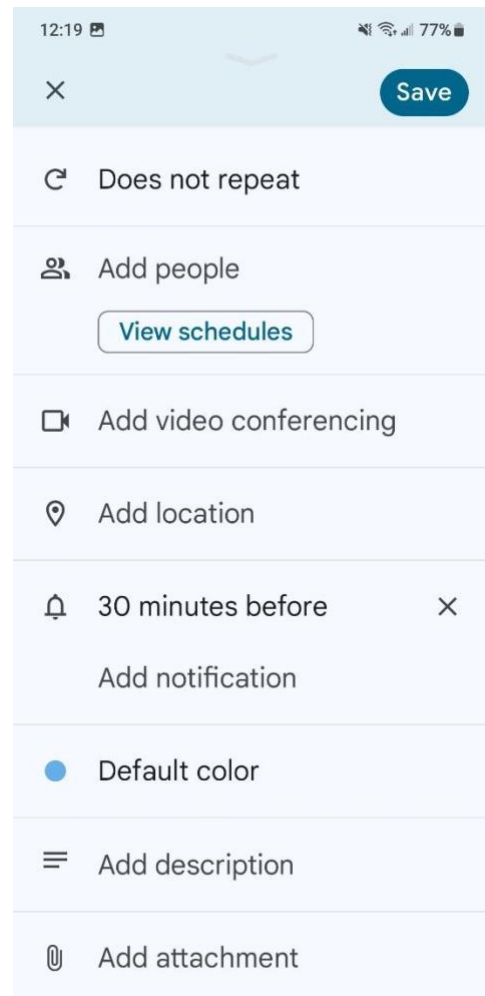 12:19 77%
Save
Does not repeat
Add people
View schedules
Add video conferencing
Add location
30 minutes before
Add notification
Default color
Add description
Add attachment